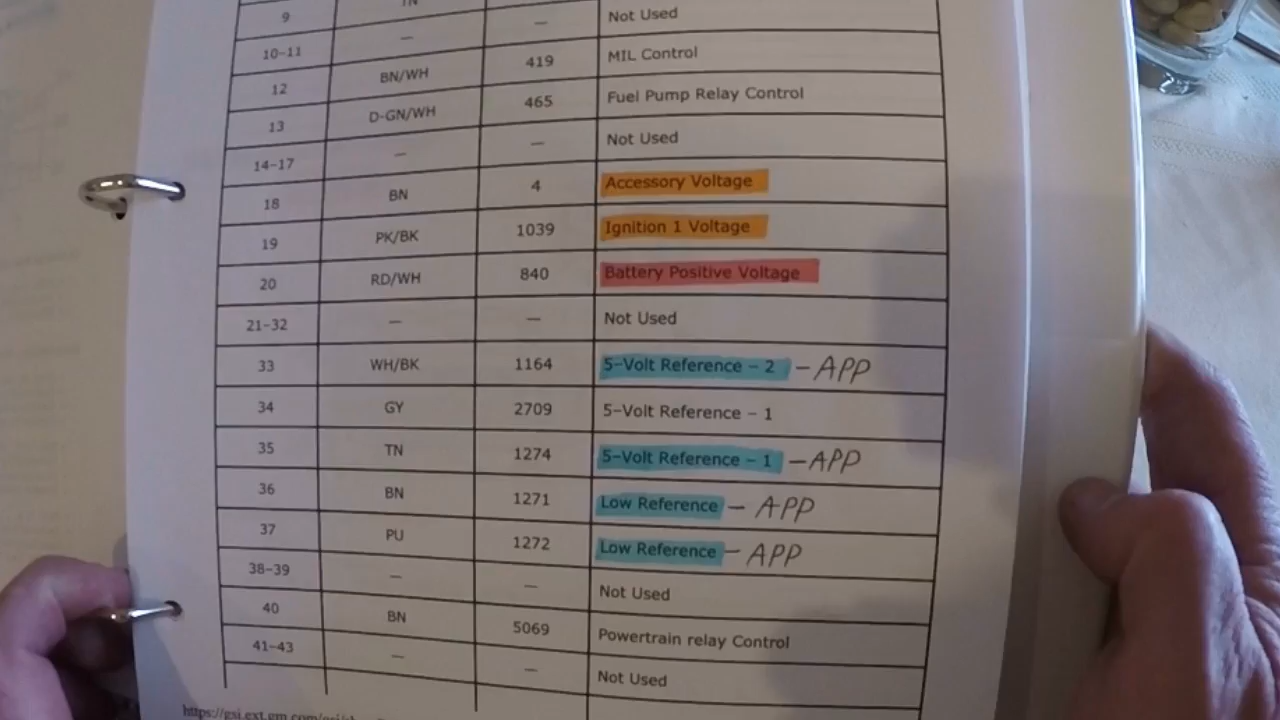 TN
9 — Not Used
10-11 — 419 MIL Control
12 BN/WH 465 Fuel Pump Relay Control
13 D-GN/WH — Not Used
14-17 — 4 Accessory Voltage
18 BN 1039 Ignition 1 Voltage
19 PK/BK 840 Battery Positive Voltage
20 RD/WH
21-32 — — Not Used
33 WH/BK 1164 5-Volt Reference - 2 - APP
34 GY 2709 5-Volt Reference - 1
35 TN 1274 5-Volt Reference - 1 - APP
36 BN 1271 Low Reference - APP
37 PU 1272 Low Reference - APP
38-39 — — Not Used
40 BN 5069 Powertrain relay Control
41-43 — — Not Used
https://gsi.ext.gm.com/gsi/